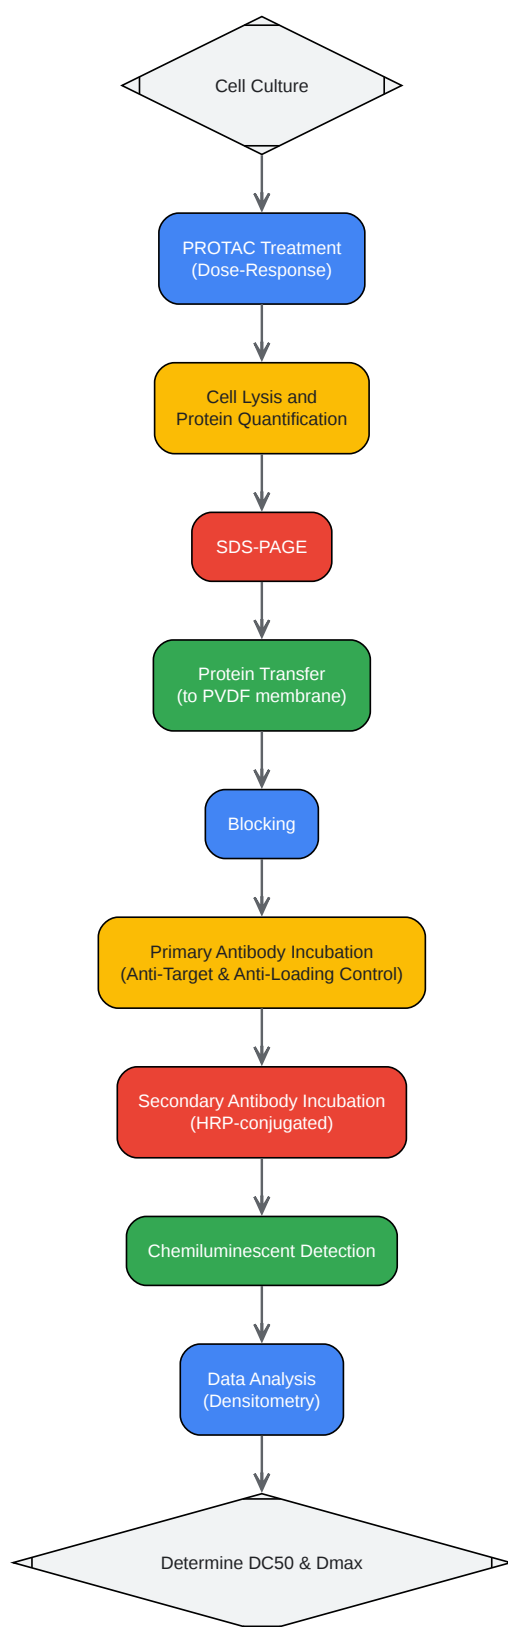 Cell Culture
PROTAC Treatment
(Dose-Response)
Cell Lysis and
Protein Quantification
SDS-PAGE
Protein Transfer
(to PVDF membrane)
Blocking
Primary Antibody Incubation
(Anti-Target & Anti-Loading Control)
Secondary Antibody Incubation
(HRP-conjugated)
Chemiluminescent Detection
Data Analysis
(Densitometry)
Determine DC50 & Dmax